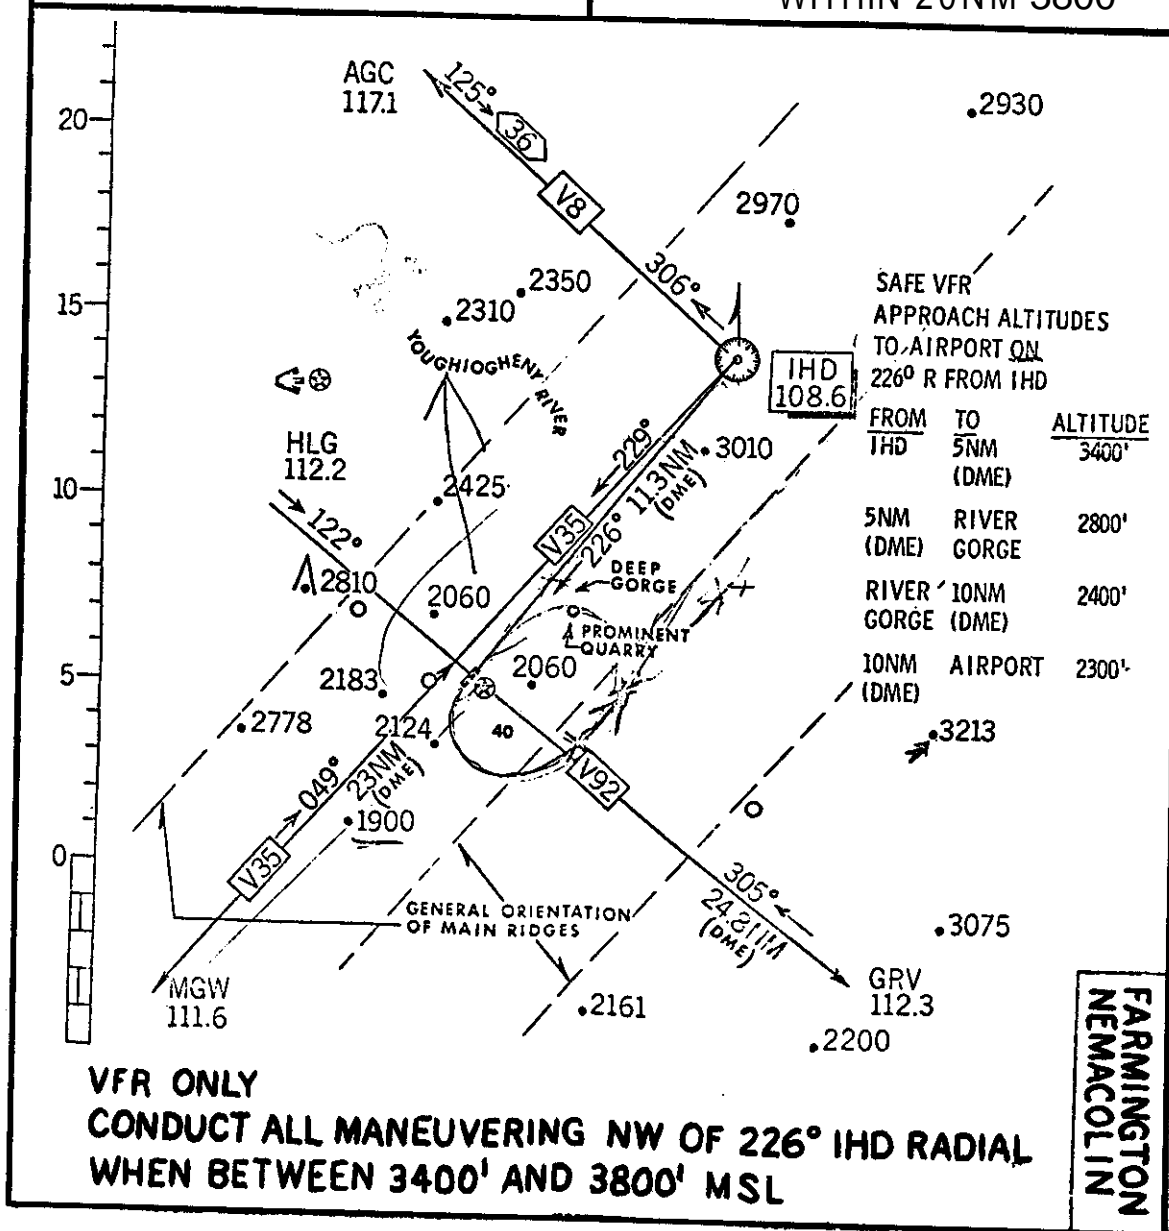 WITHIN 20NM 3800
AGC
117.1
125°
36
V8
306°
2930
2970
20
15
10
5
0
2350
2310
YOUGHIOGHENY RIVER
HLG
112.2
122°
2425
2810
2060
2183
2778
2124
IHD
108.6
229°
3010
V35
226° 11.3NM
(DME)
DEEP
GORGE
PROMINENT
QUARRY
2060
40
V92
SAFE VFR
APPROACH ALTITUDES
TO AIRPORT ON
226° R FROM IHD
FROM TO ALTITUDE
IHD 5NM 3400'
(DME)
5NM RIVER 2800'
(DME) GORGE
RIVER 10NM 2400'
GORGE (DME)
10NM AIRPORT 2300'
(DME)
3213
049°
23NM
(DME)
1900
V35
GENERAL ORIENTATION
OF MAIN RIDGES
305°
24.8NM
(DME)
3075
MGW
111.6
2161
GRV
112.3
2200
FARMINGTON
NEMACOLIN
VFR ONLY
CONDUCT ALL MANEUVERING NW OF 226° IHD RADIAL
WHEN BETWEEN 3400' AND 3800' MSL